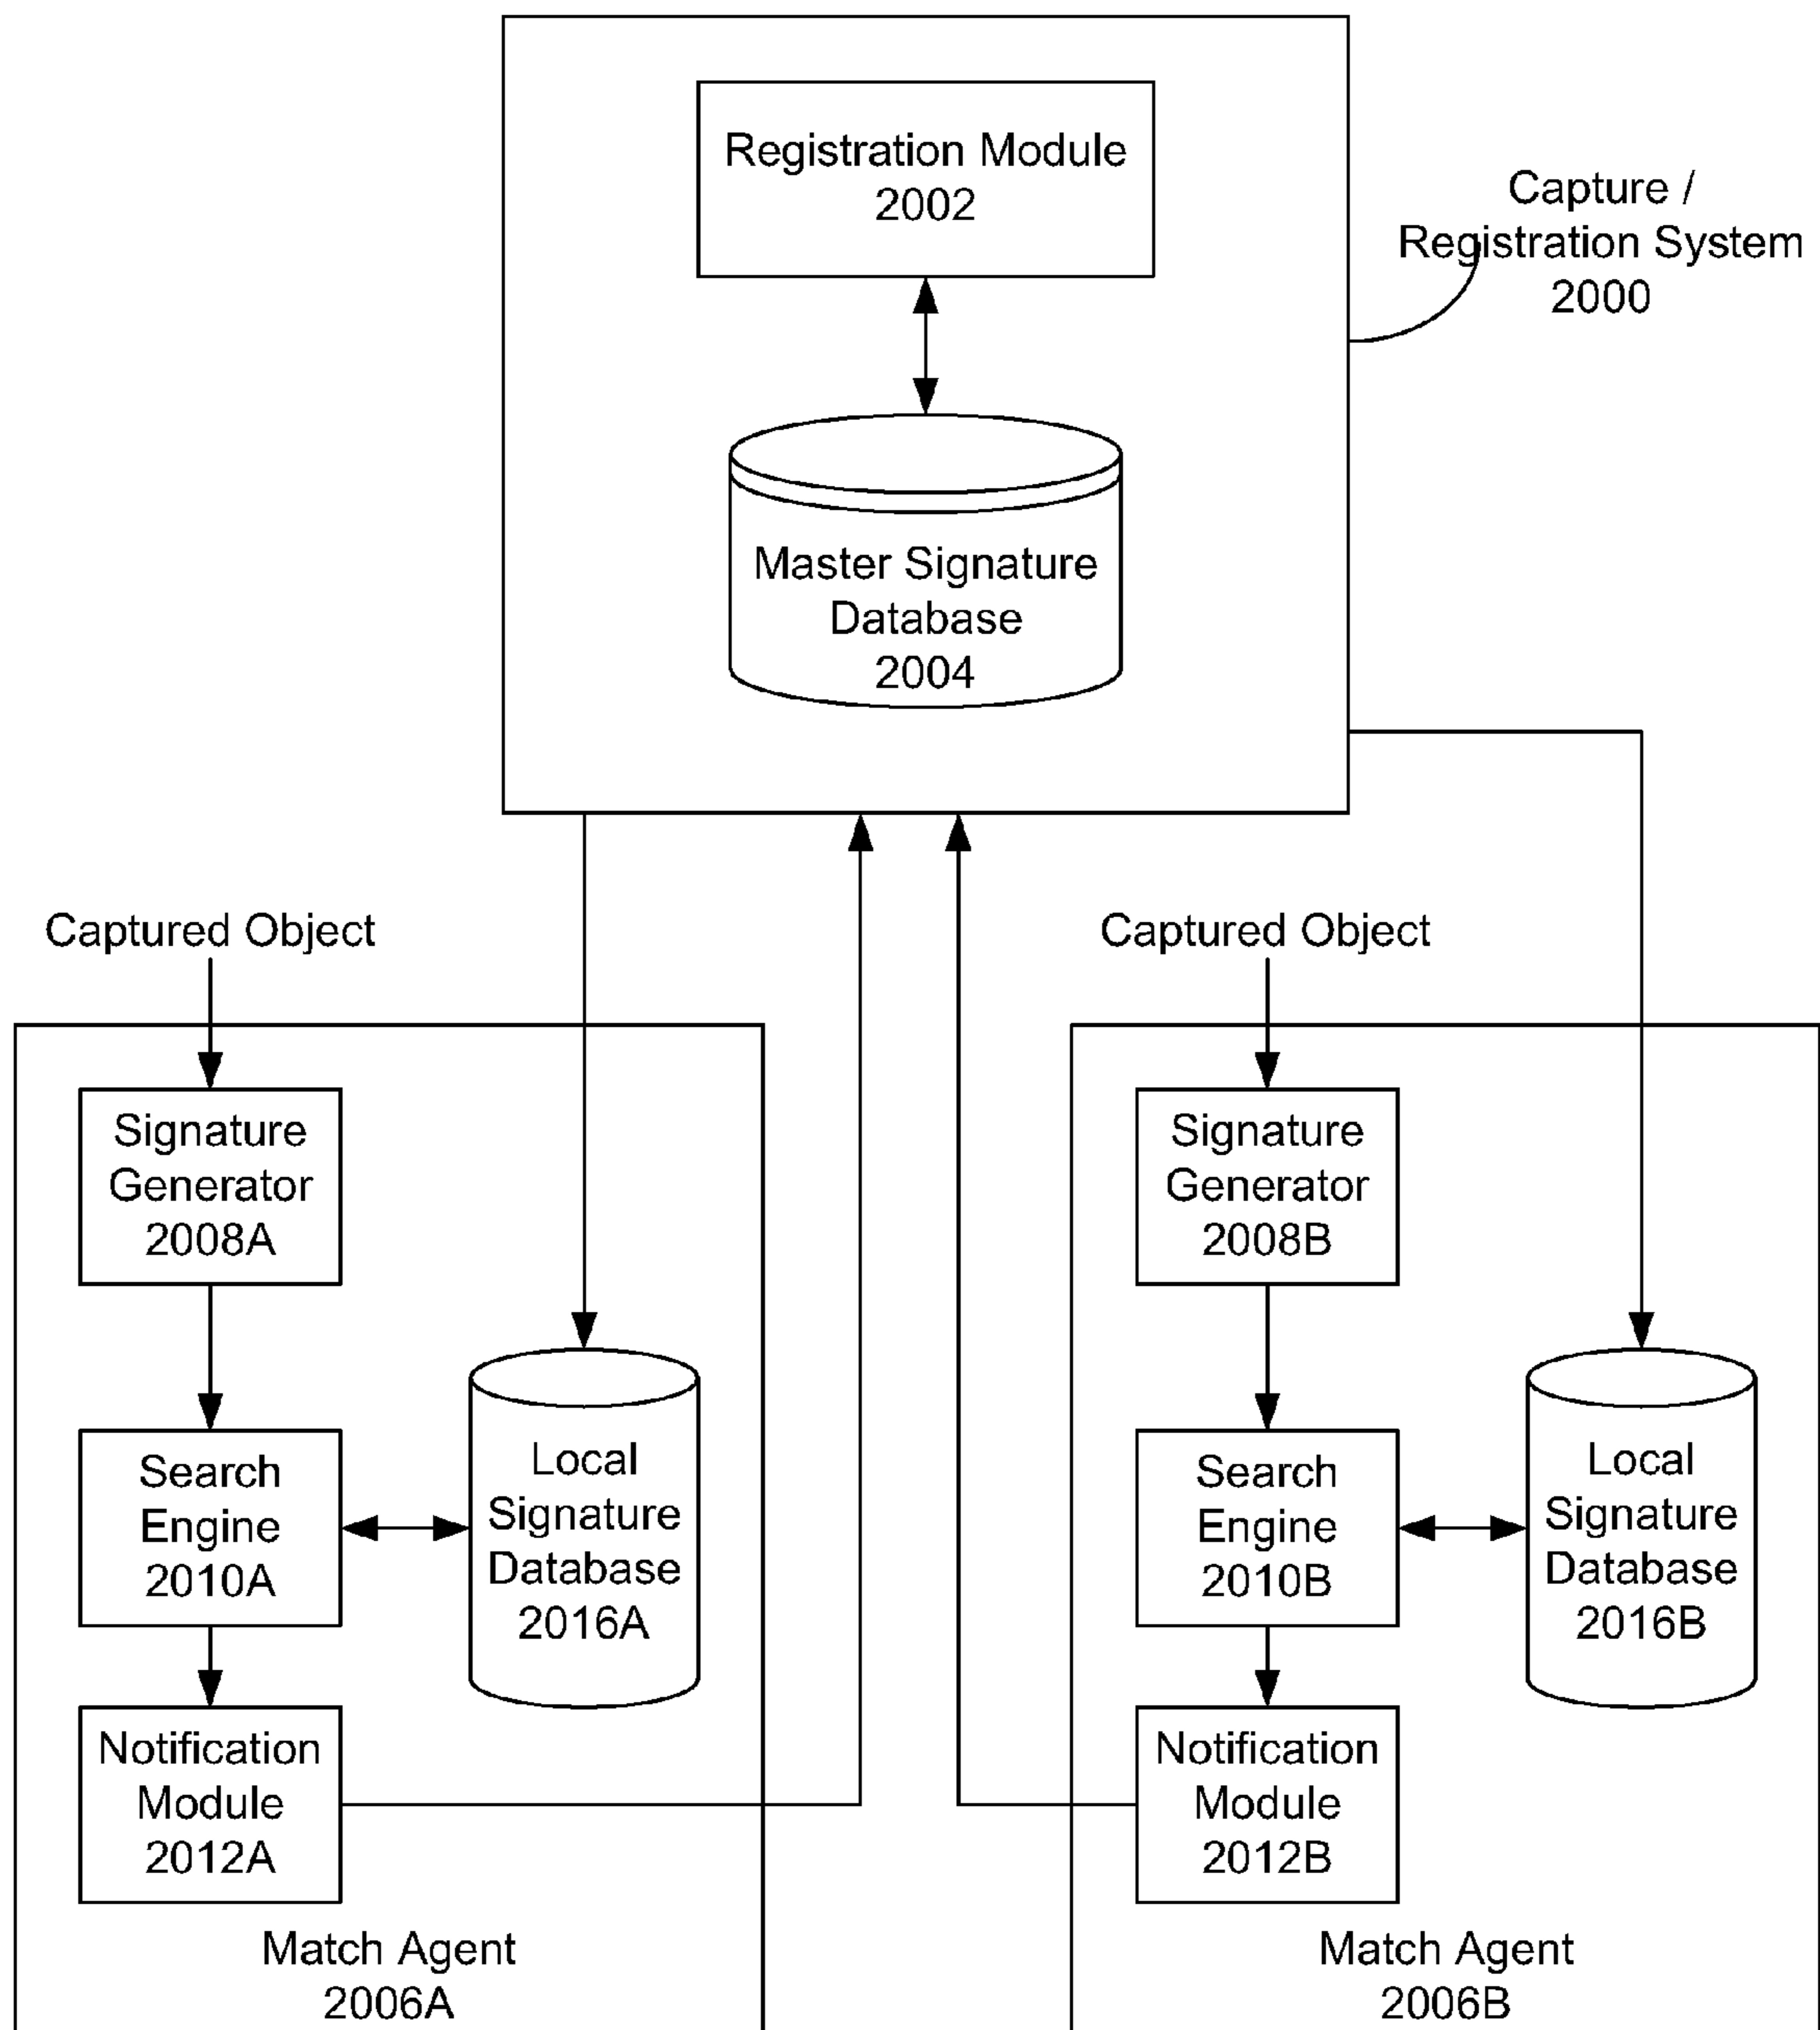 Registration Module
2002
Capture /
Registration System
2000
Master Signature
Database
2004
Captured Object
Captured Object
Signature
Generator
2008A
Search
Engine
2010A
Local
Signature
Database
2016A
Notification
Module
2012A
Match Agent
2006A
Signature
Generator
2008B
Search
Engine
2010B
Local
Signature
Database
2016B
Notification
Module
2012B
Match Agent
2006B